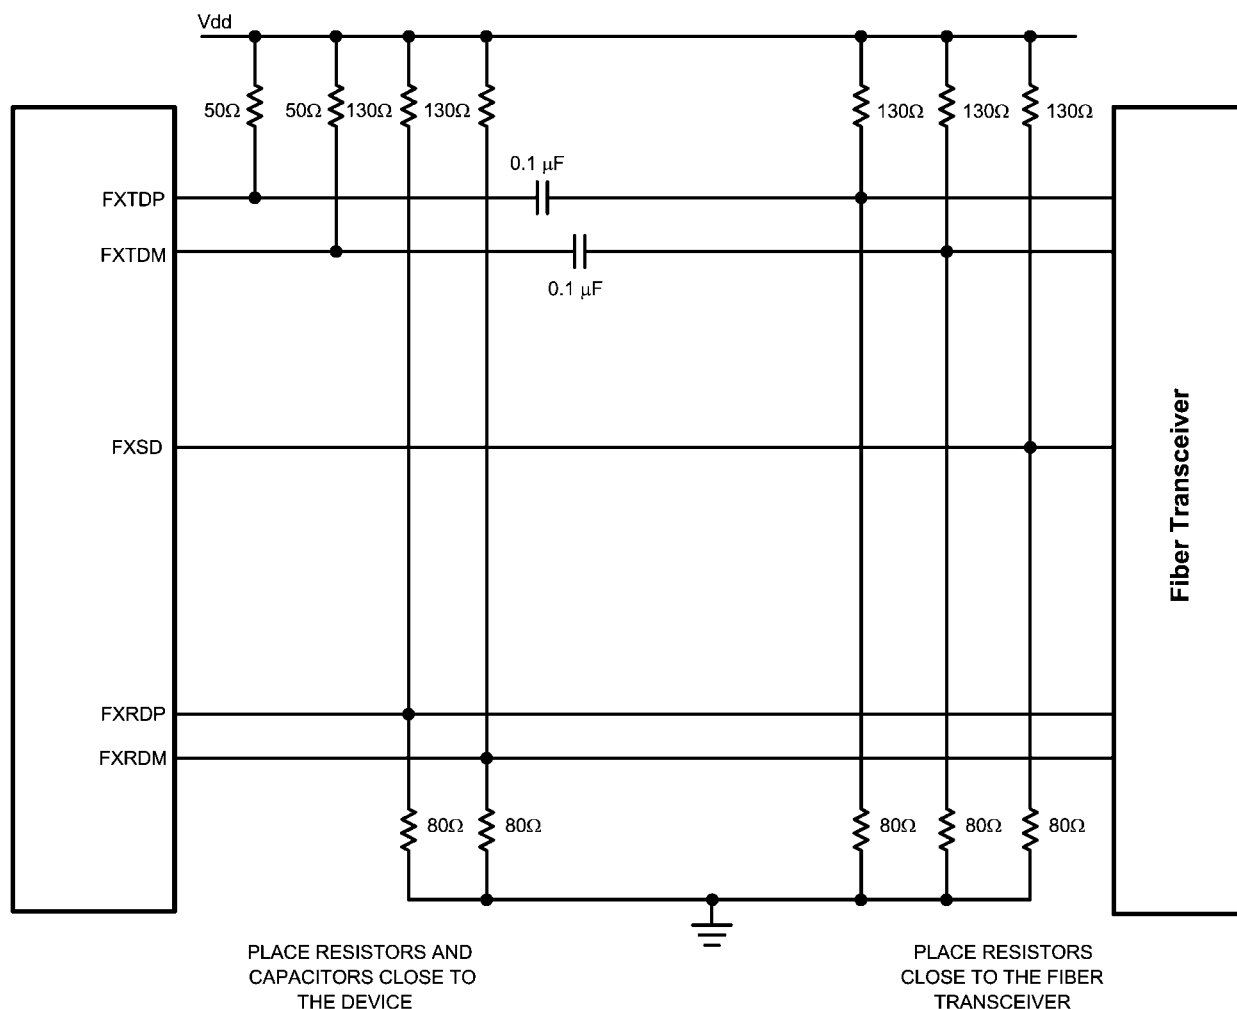 Vdd
50Ω
50Ω
130Ω
130Ω
130Ω
130Ω
130Ω
0.1 μF
FXTDP
FXTDM
0.1 μF
FXSD
Fiber Transceiver
FXRDP
FXRDM
80Ω
80Ω
80Ω
80Ω
80Ω
PLACE RESISTORS AND
CAPACITORS CLOSE TO
THE DEVICE
PLACE RESISTORS
CLOSE TO THE FIBER
TRANSCEIVER